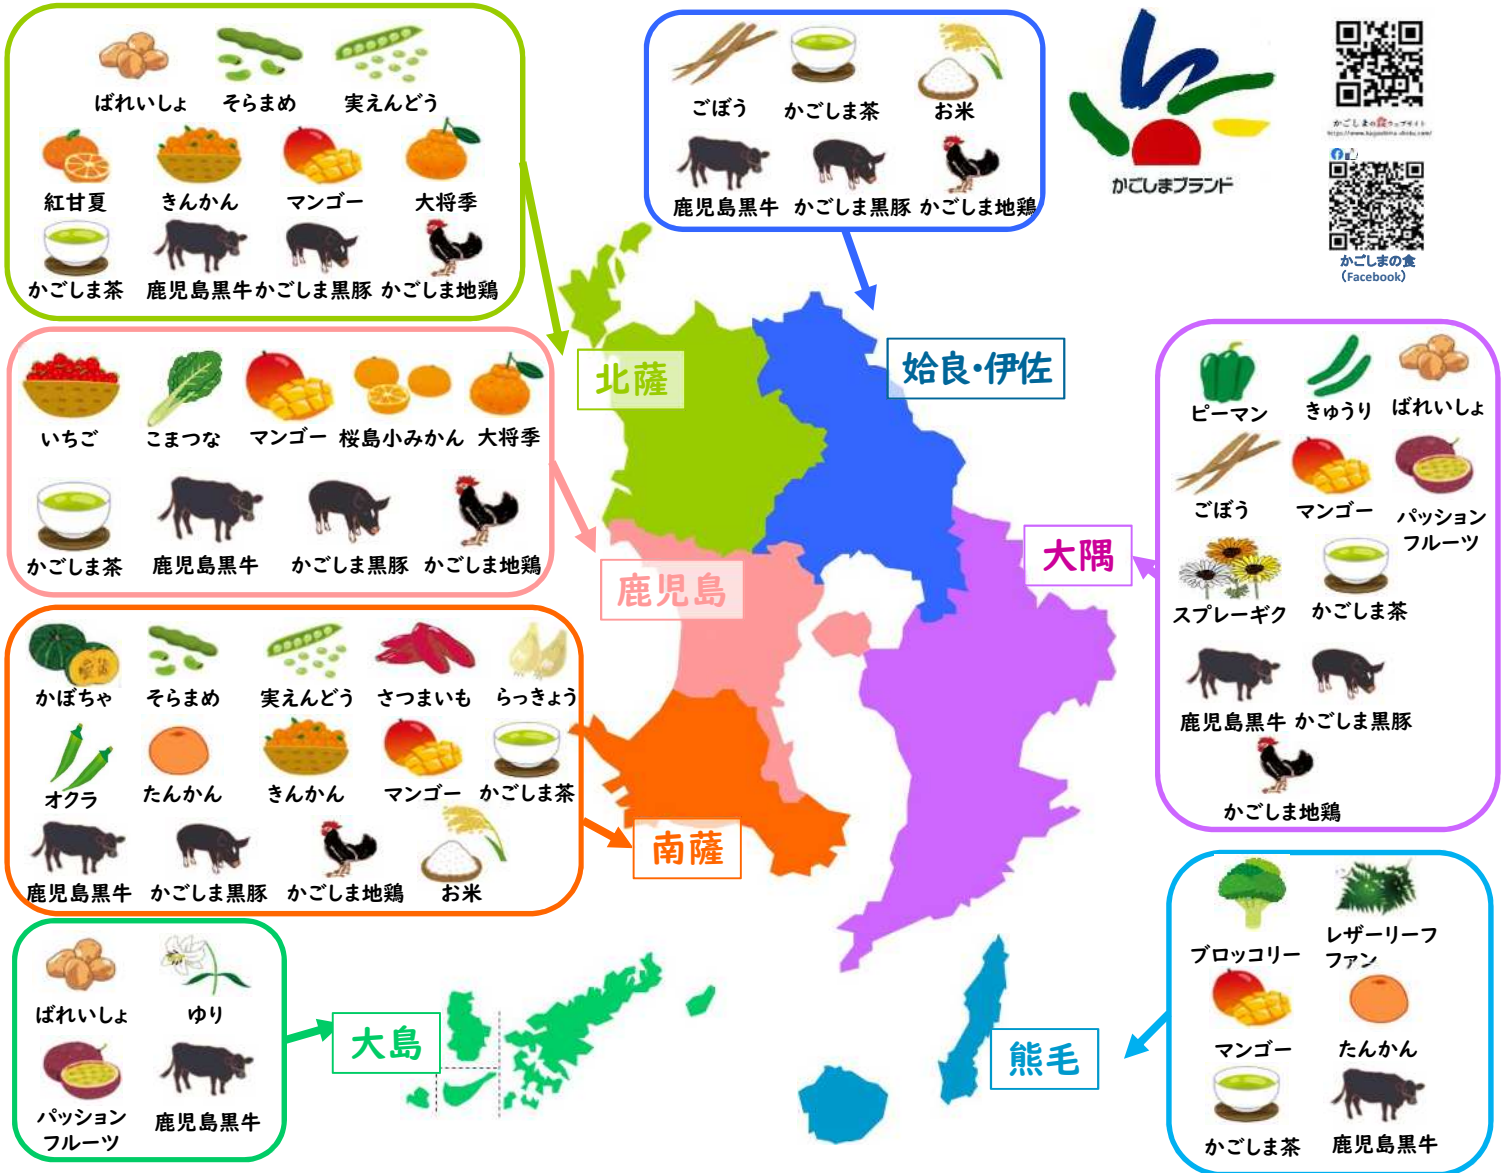 ばれいしょ そらまめ 実えんどう
紅甘夏 きんかん マンゴー 大将季
かごしま茶 鹿児島黒牛 かごしま黒豚 かごしま地鶏
ごぼう かごしま茶 お米
鹿児島黒牛 かごしま黒豚 かごしま地鶏
かごしまブランド
かごしまの食ウェブサイト
かごしまの食
(Facebook)
北薩
姶良・伊佐
いちご こまつな マンゴー 桜島小みかん 大将季
かごしま茶 鹿児島黒牛 かごしま黒豚 かごしま地鶏
鹿児島
大隅
ピーマン きゅうり ばれいしょ
ごぼう マンゴー パッション
フルーツ
スプレーギク かごしま茶
鹿児島黒牛 かごしま黒豚
かごしま地鶏
かぼちゃ そらまめ 実えんどう さつまいも らっきょう
オクラ たんかん きんかん マンゴー かごしま茶
鹿児島黒牛 かごしま黒豚 かごしま地鶏 お米
南薩
ばれいしょ ゆり
パッション
フルーツ
鹿児島黒牛
大島
熊毛
ブロッコリー レザーリーフ
ファン
マンゴー たんかん
かごしま茶 鹿児島黒牛